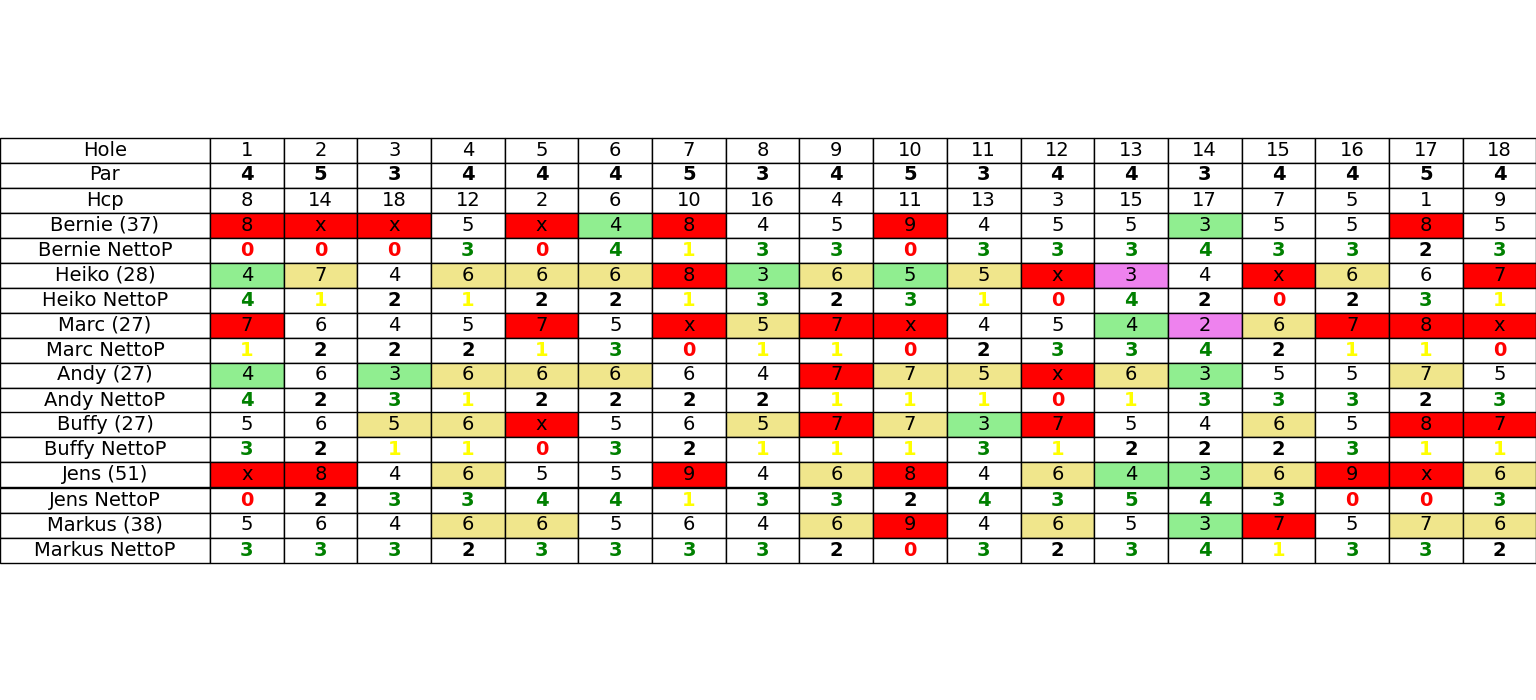 Hole 1 2 3 4 5 6 7 8 9 10 11 12 13 14 15 16 17 18
Par 4 5 3 4 4 4 5 3 4 5 3 4 4 3 4 4 5 4
Hcp 8 14 18 12 2 6 10 16 4 11 13 3 15 17 7 5 1 9
Bernie (37) 8 x x 5 x 4 8 4 5 9 4 5 5 3 5 5 8 5
Bernie NettoP 0 0 0 3 0 4 1 3 3 0 3 3 3 4 3 3 2 3
Heiko (28) 4 7 4 6 6 6 8 3 6 5 5 x 3 4 x 6 6 7
Heiko NettoP 4 1 2 1 2 2 1 3 2 3 1 0 4 2 0 2 3 1
Marc (27) 7 6 4 5 7 5 x 5 7 x 4 5 4 2 6 7 8 x
Marc NettoP 1 2 2 2 1 3 0 1 1 0 2 3 3 4 2 1 1 0
Andy (27) 4 6 3 6 6 6 6 4 7 7 5 x 6 3 5 5 7 5
Andy NettoP 4 2 3 1 2 2 2 2 1 1 1 0 1 3 3 3 2 3
Buffy (27) 5 6 5 6 x 5 6 5 7 7 3 7 5 4 6 5 8 7
Buffy NettoP 3 2 1 1 0 3 2 1 1 1 3 1 2 2 2 3 1 1
Jens (51) x 8 4 6 5 5 9 4 6 8 4 6 4 3 6 9 x 6
Jens NettoP 0 2 3 3 4 4 1 3 3 2 4 3 5 4 3 0 0 3
Markus (38) 5 6 4 6 6 5 6 4 6 9 4 6 5 3 7 5 7 6
Markus NettoP 3 3 3 2 3 3 3 3 2 0 3 2 3 4 1 3 3 2